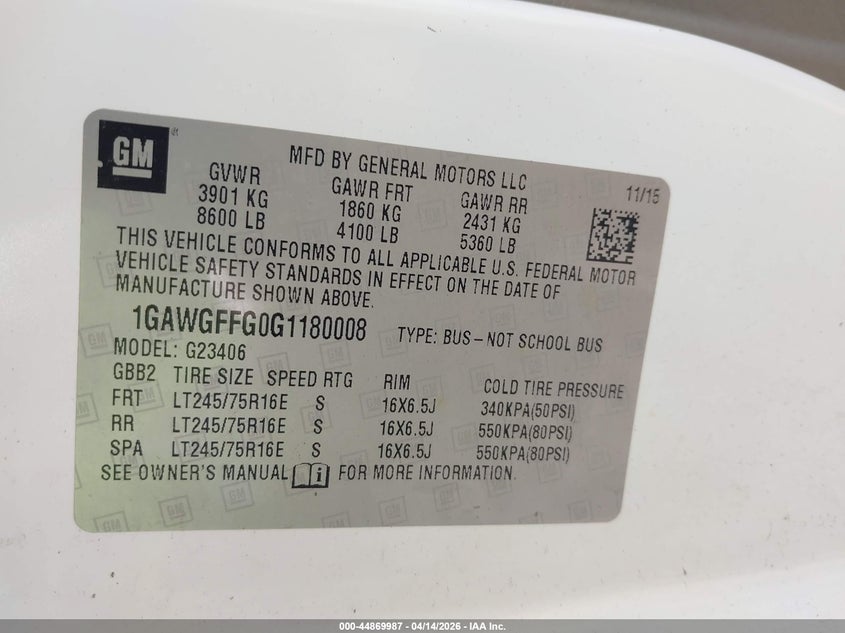 GM
MFD BY GENERAL MOTORS LLC
11/15
GVWR GAWR FRT GAWR RR
3901 KG 1860 KG 2431 KG
8600 LB 4100 LB 5360 LB
THIS VEHICLE CONFORMS TO ALL APPLICABLE U.S. FEDERAL MOTOR
VEHICLE SAFETY STANDARDS IN EFFECT ON THE DATE OF
MANUFACTURE SHOWN ABOVE.
1GAWGFFG0G1180008 TYPE: BUS-NOT SCHOOL BUS
MODEL: G23406
GBB2 TIRE SIZE SPEED RTG RIM COLD TIRE PRESSURE
FRT LT245/75R16E S 16X6.5J 340KPA(50PSI)
RR LT245/75R16E S 16X6.5J 550KPA(80PSI)
SPA LT245/75R16E S 16X6.5J 550KPA(80PSI)
SEE OWNER'S MANUAL FOR MORE INFORMATION.
000-44869987 - 04/14/2026 - IAA Inc.